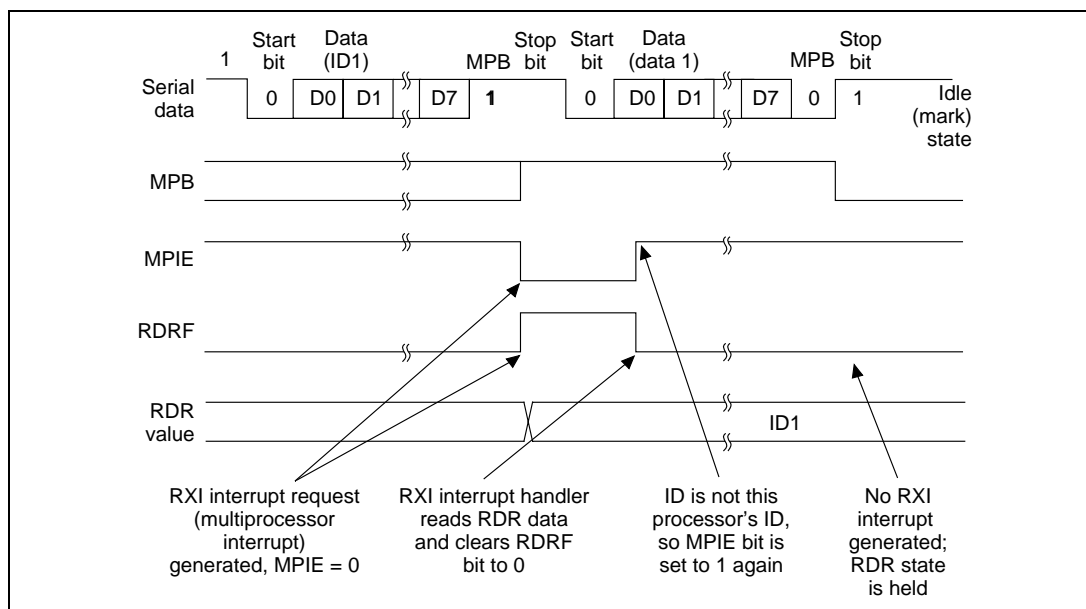 Start bit
Data (ID1)
Stop bit
Start bit
Data (data 1)
Stop bit
1
MPB
MPB
Serial data
0
D0
D1
D7
1
0
D0
D1
D7
0
1
Idle (mark) state
MPB
MPIE
RDRF
RDR value
ID1
RXI interrupt request
(multiprocessor
interrupt)
generated, MPIE = 0
RXI interrupt handler
reads RDR data
and clears RDRF
bit to 0
ID is not this
processor's ID,
so MPIE bit is
set to 1 again
No RXI
interrupt
generated;
RDR state
is held